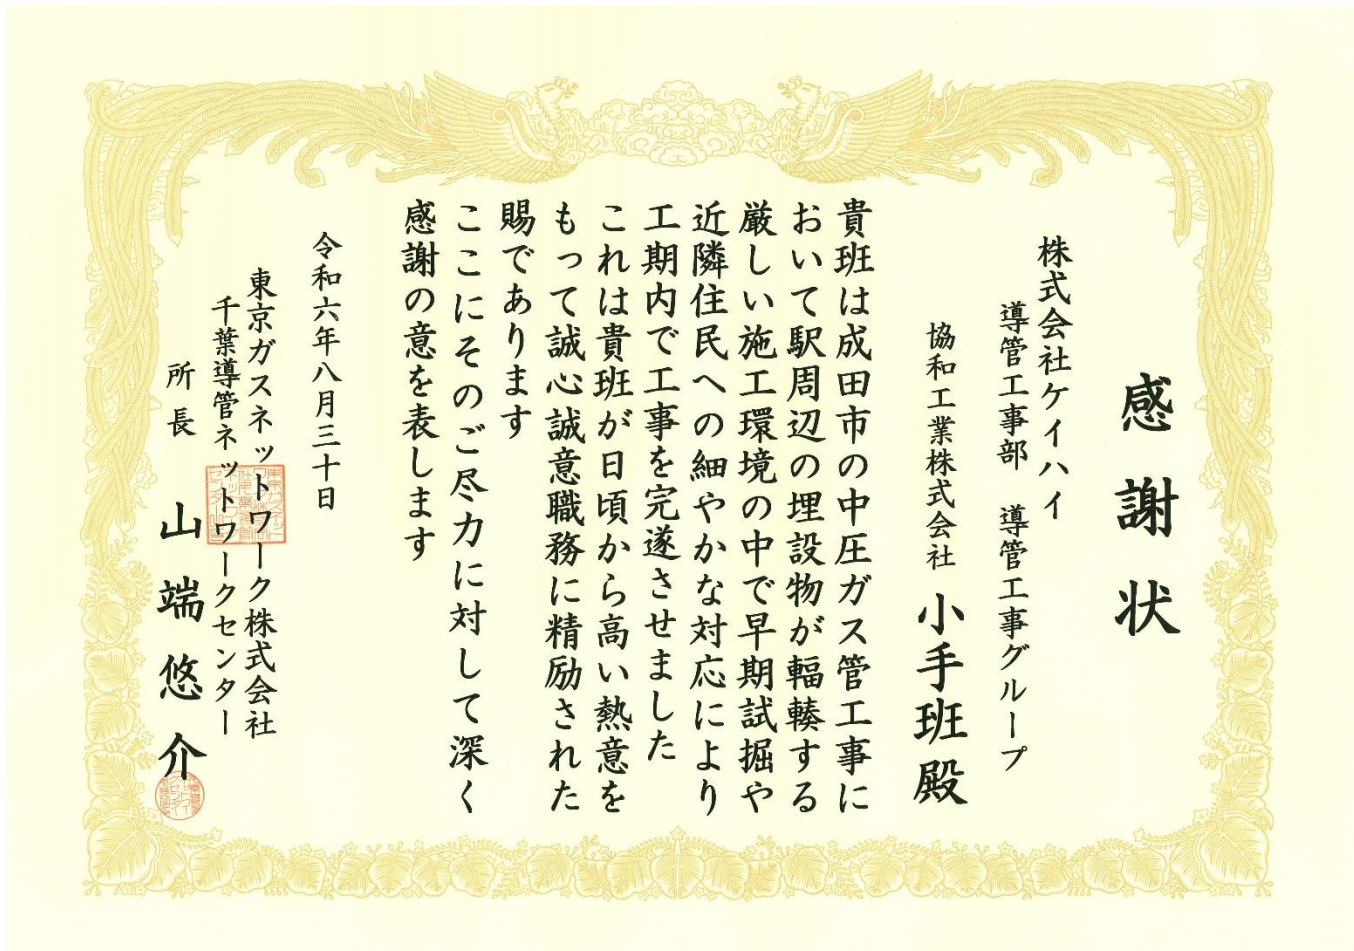 感謝状
株式会社ケイハイ
導管工事部 導管工事グループ
協和工業株式会社 小手班殿
貴班は成田市の中圧ガス管工事に
おいて駅周辺の埋設物が輻輳する
厳しい施工環境の中で早期試掘や
近隣住民への細やかな対応により
工期内で工事を完遂させました
これは貴班が日頃から高い熱意を
もって誠心誠意職務に精励された
賜であります
ここにそのご尽力に対して深く
感謝の意を表します
令和六年八月三十日
東京ガスネットワーク株式会社
千葉導管ネットワークセンター
所長 山端悠介